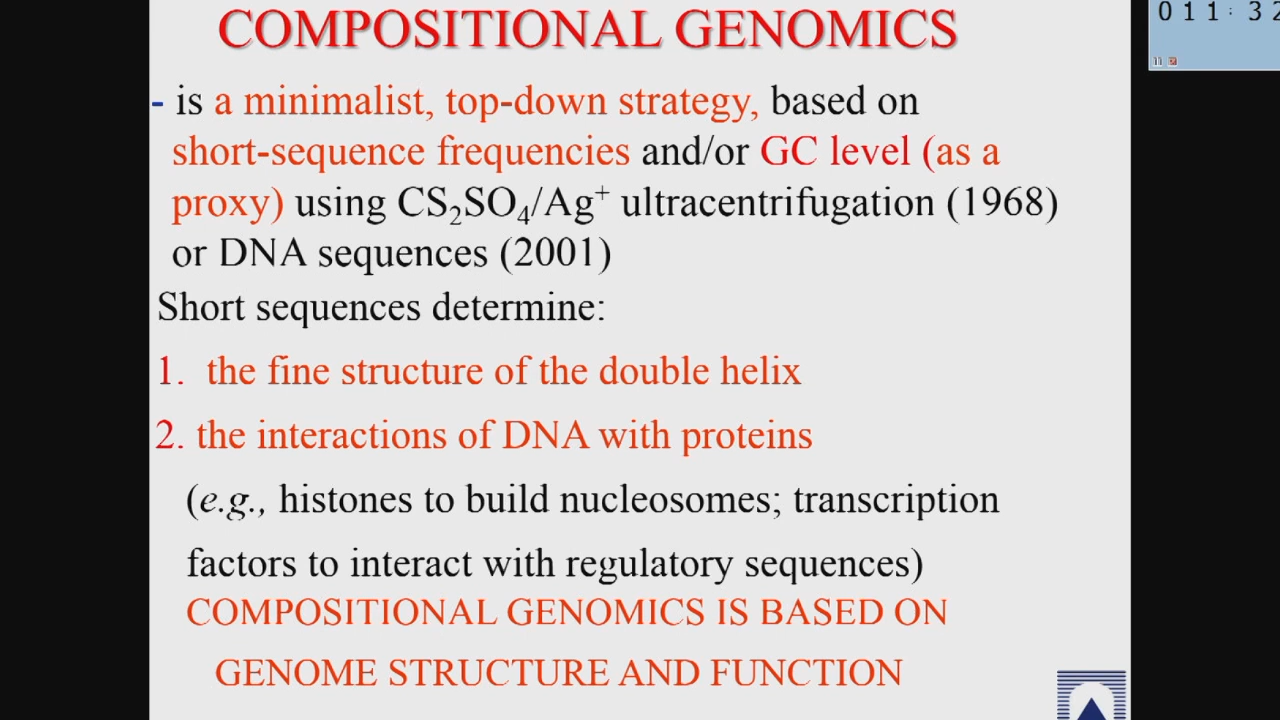 COMPOSITIONAL GENOMICS
011:32
- is a minimalist, top-down strategy, based on
short-sequence frequencies and/or GC level (as a
proxy) using CS₂SO₄/Ag⁺ ultracentrifugation (1968)
or DNA sequences (2001)
Short sequences determine:
1. the fine structure of the double helix
2. the interactions of DNA with proteins
(e.g., histones to build nucleosomes; transcription
factors to interact with regulatory sequences)
COMPOSITIONAL GENOMICS IS BASED ON
GENOME STRUCTURE AND FUNCTION